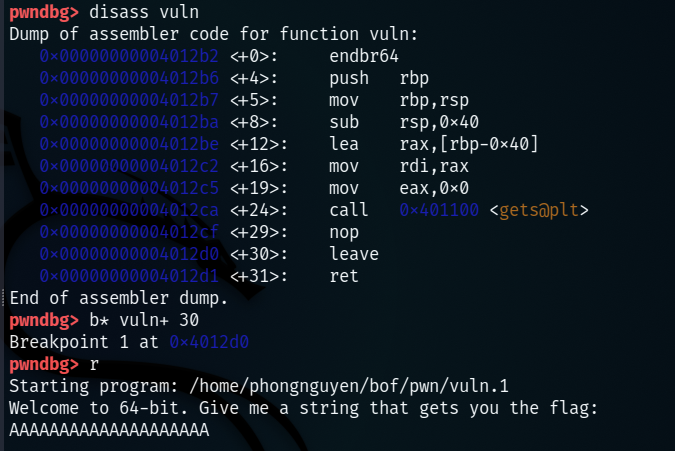 pwndbg> disass vuln
Dump of assembler code for function vuln:
0×00000000004012b2 <+0>: endbr64
0×00000000004012b6 <+4>: push rbp
0×00000000004012b7 <+5>: mov rbp,rsp
0×00000000004012ba <+8>: sub rsp,0×40
0×00000000004012be <+12>: lea rax,[rbp-0×40]
0×00000000004012c2 <+16>: mov rdi,rax
0×00000000004012c5 <+19>: mov eax,0×0
0×00000000004012ca <+24>: call 0×401100 <gets@plt>
0×00000000004012cf <+29>: nop
0×00000000004012d0 <+30>: leave
0×00000000004012d1 <+31>: ret
End of assembler dump.
pwndbg> b* vuln+ 30
Breakpoint 1 at 0×4012d0
pwndbg> r
Starting program: /home/phongnguyen/bof/pwn/vuln.1
Welcome to 64-bit. Give me a string that gets you the flag:
AAAAAAAAAAAAAAAAAAAA